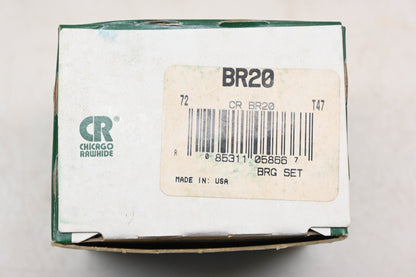 BR20
72 CR BR20 T47
CR®
CHICAGO
RAWHIDE
R 0 85311 05866 7
BRG SET
MADE IN: USA